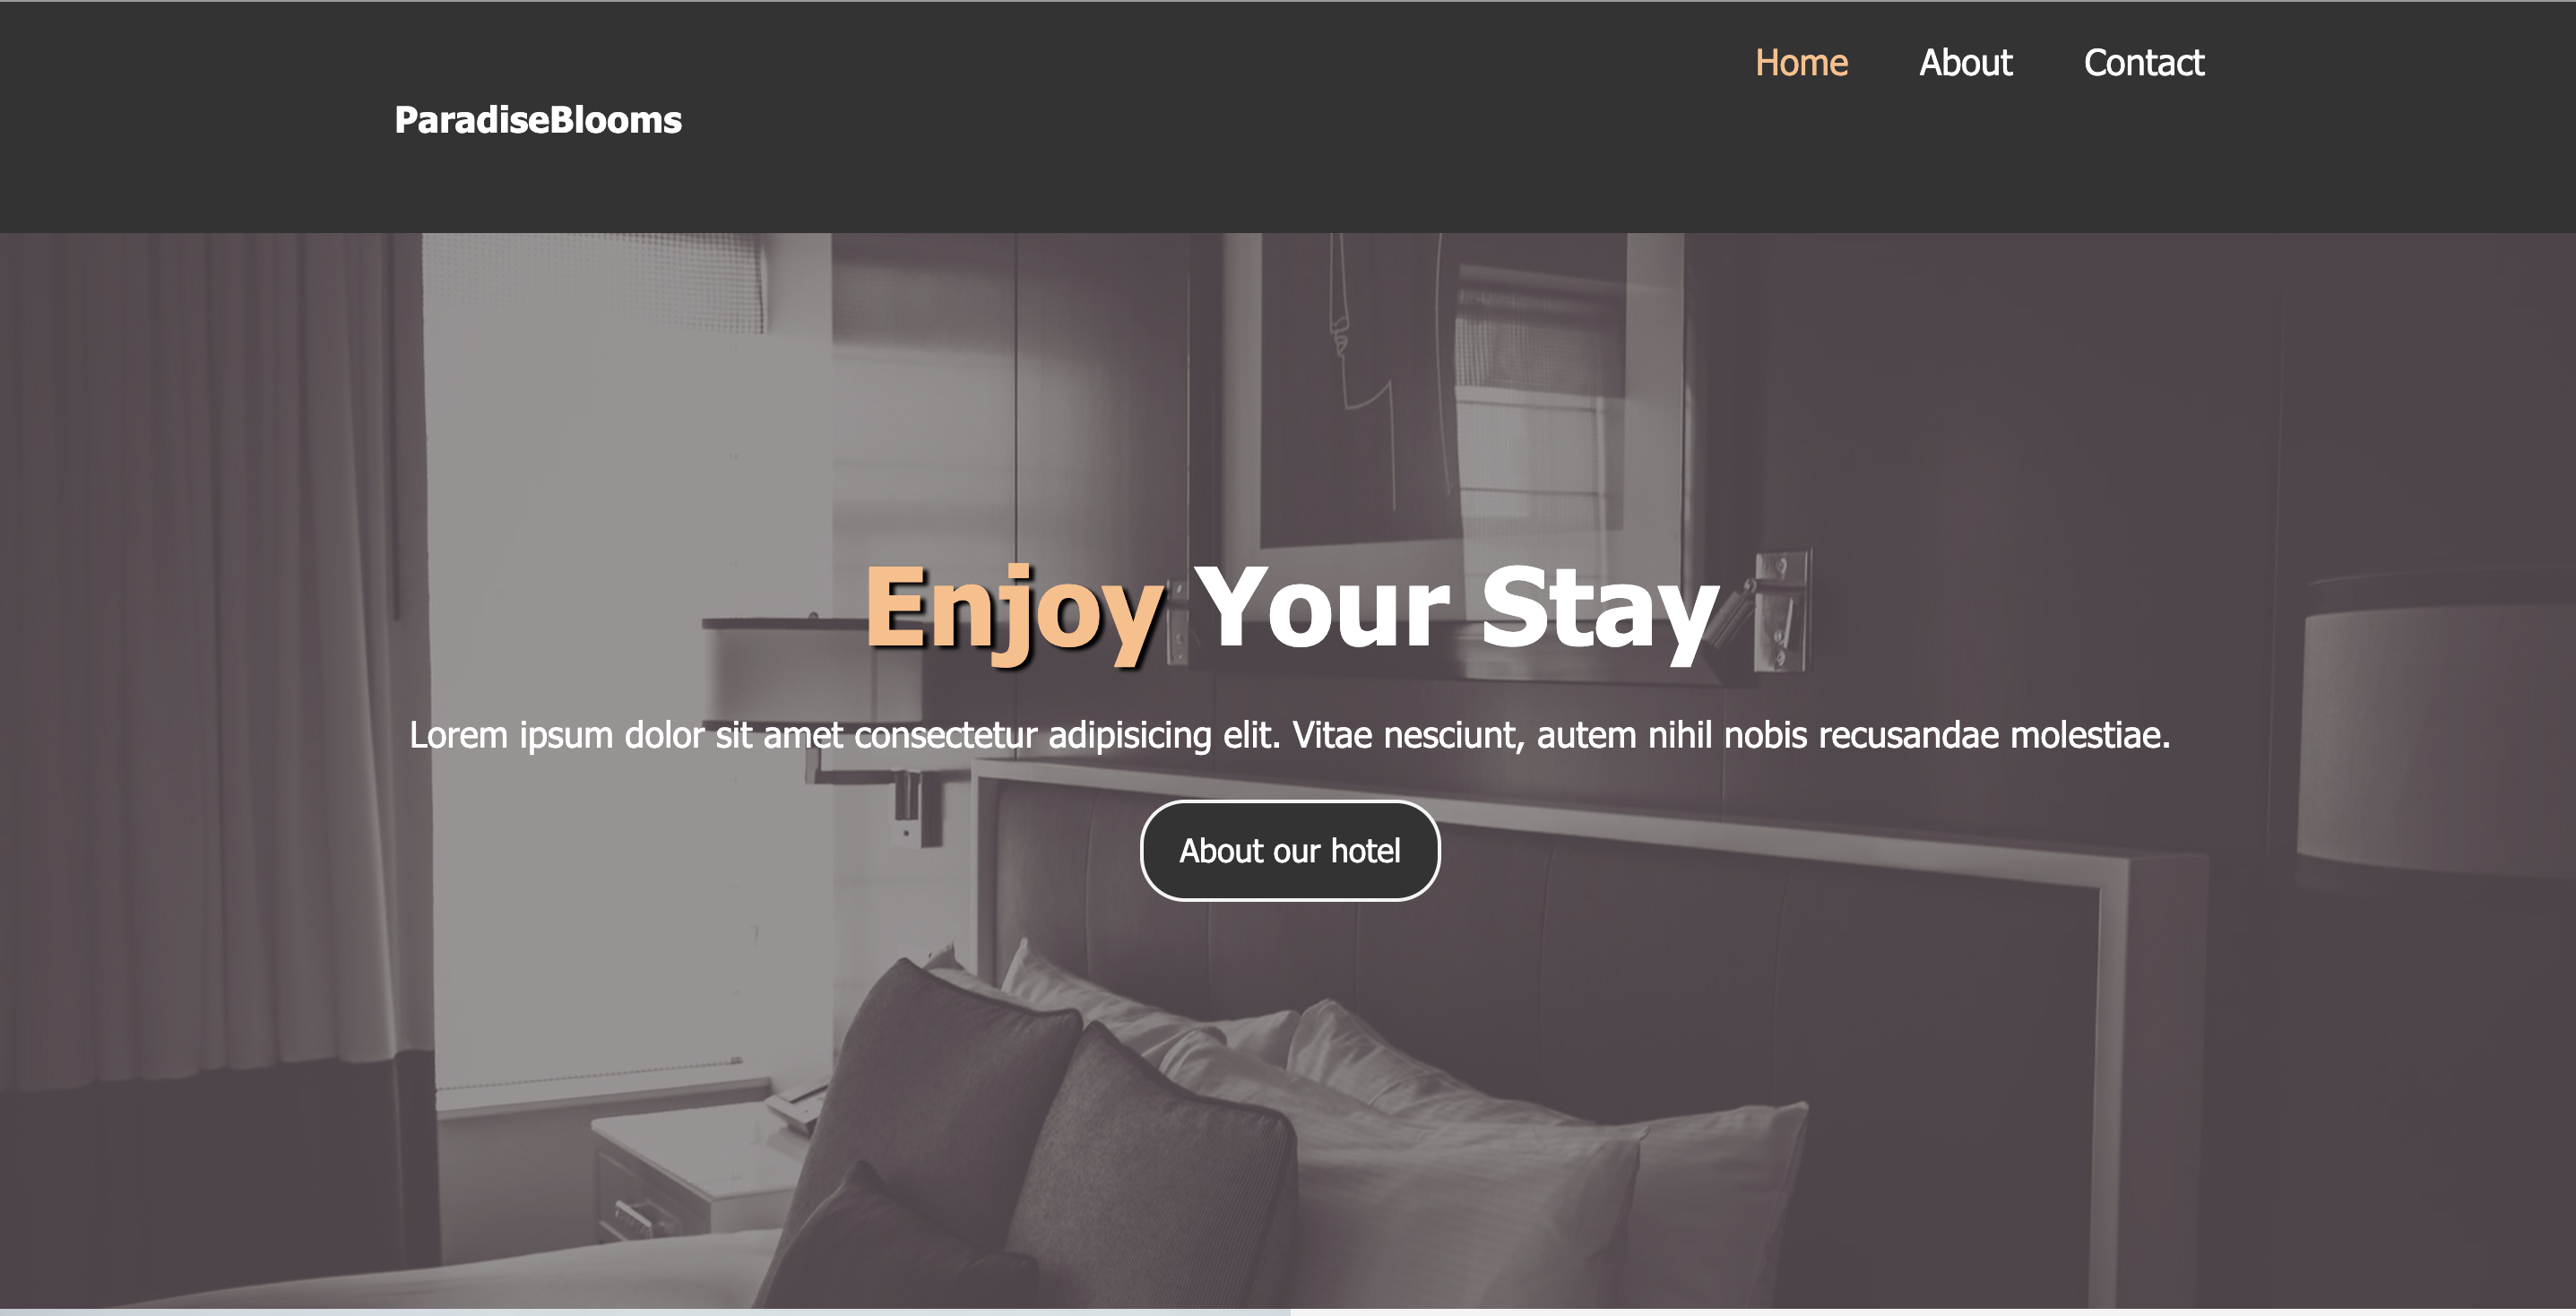 Home About Contact
ParadiseBlooms
Enjoy Your Stay
Lorem ipsum dolor sit amet consectetur adipisicing elit. Vitae nesciunt, autem nihil nobis recusandae molestiae.
About our hotel